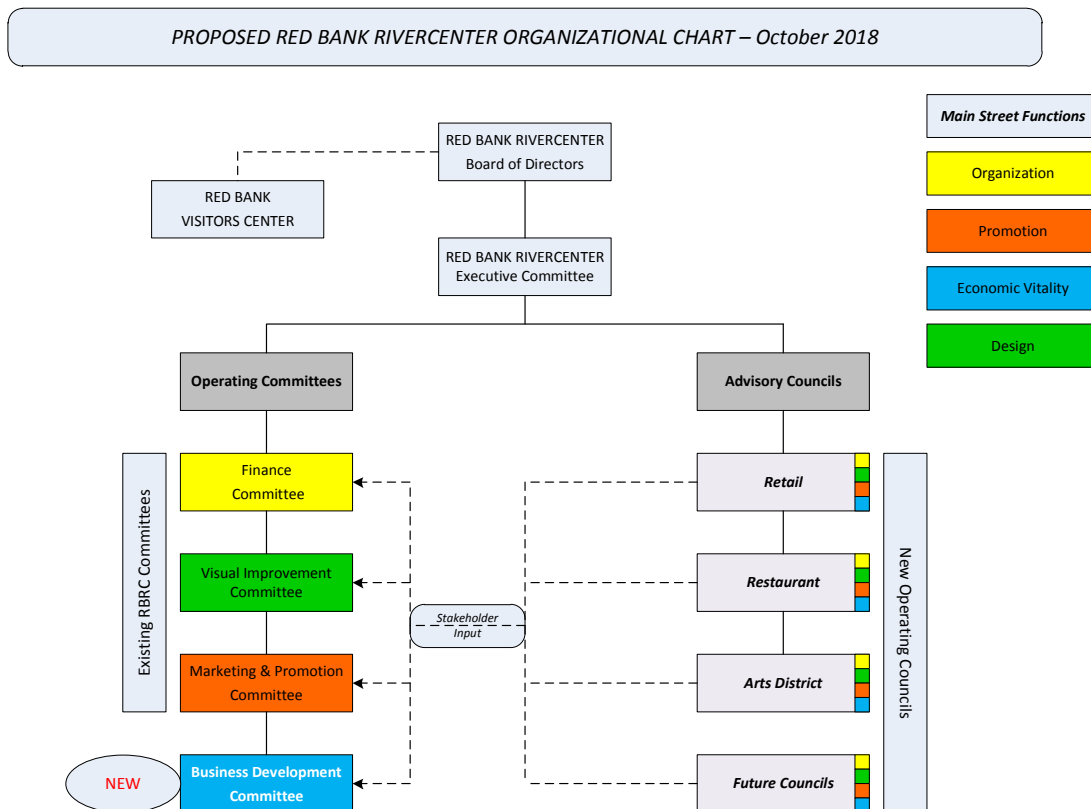 PROPOSED RED BANK RIVERCENTER ORGANIZATIONAL CHART – October 2018
Main Street Functions
Organization
Promotion
Economic Vitality
Design
RED BANK RIVERCENTER
Board of Directors
RED BANK
VISITORS CENTER
RED BANK RIVERCENTER
Executive Committee
Operating Committees
Advisory Councils
Existing RBRC Committees
Finance
Committee
Visual Improvement
Committee
Marketing & Promotion
Committee
NEW
Business Development
Committee
Stakeholder
Input
Retail
Restaurant
Arts District
Future Councils
New Operating Councils